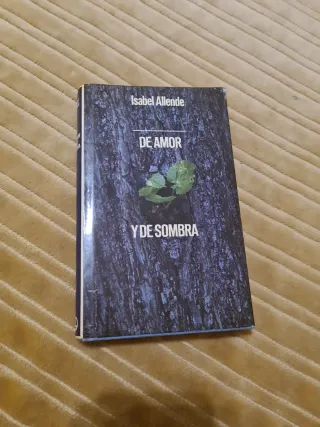 Isabel Allende
DE AMOR
Y DE SOMBRA